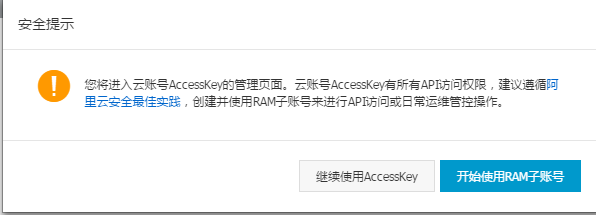 安全提示
您将进入云账号AccessKey的管理页面。云账号AccessKey有所有API访问权限，建议遵循阿
里云安全最佳实践，创建并使用RAM子账号来进行API访问或日常运维管控操作。
继续使用AccessKey
开始使用RAM子账号